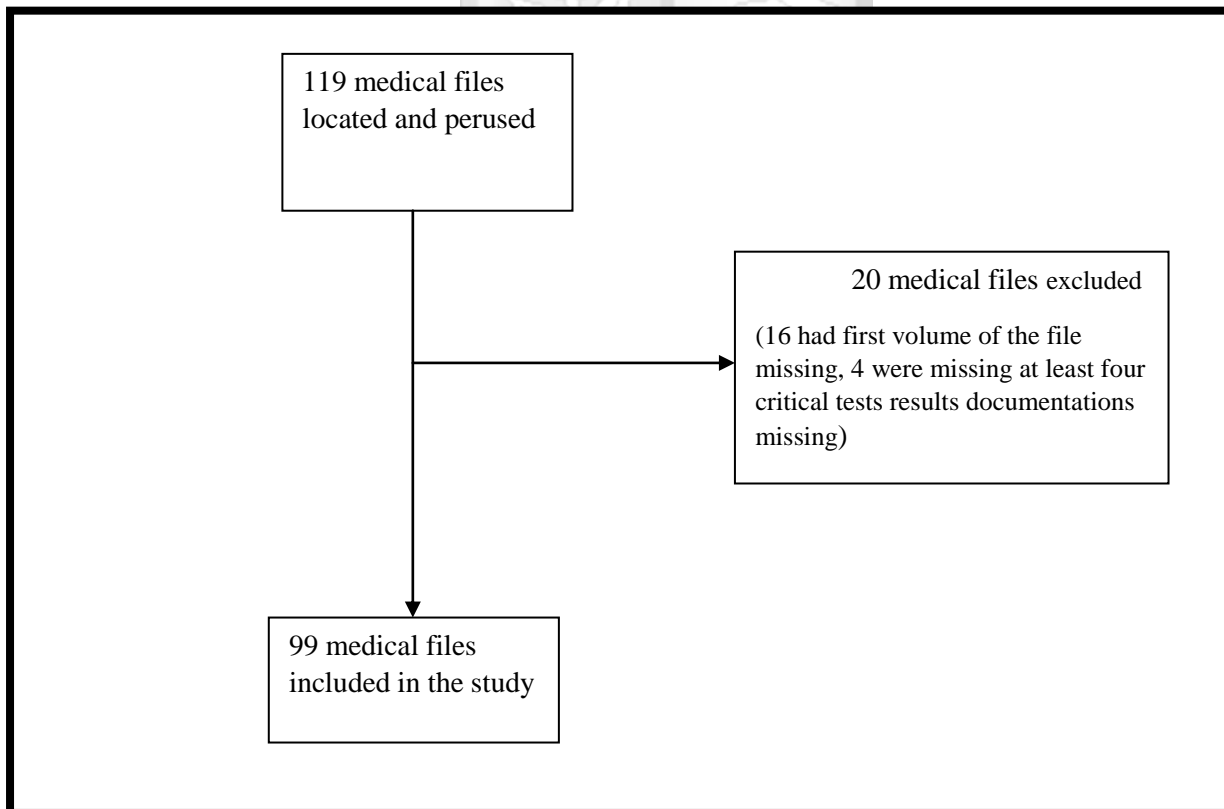 119 medical files
located and perused
20 medical files excluded
(16 had first volume of the file
missing, 4 were missing at least four
critical tests results documentations
missing)
99 medical files
included in the study